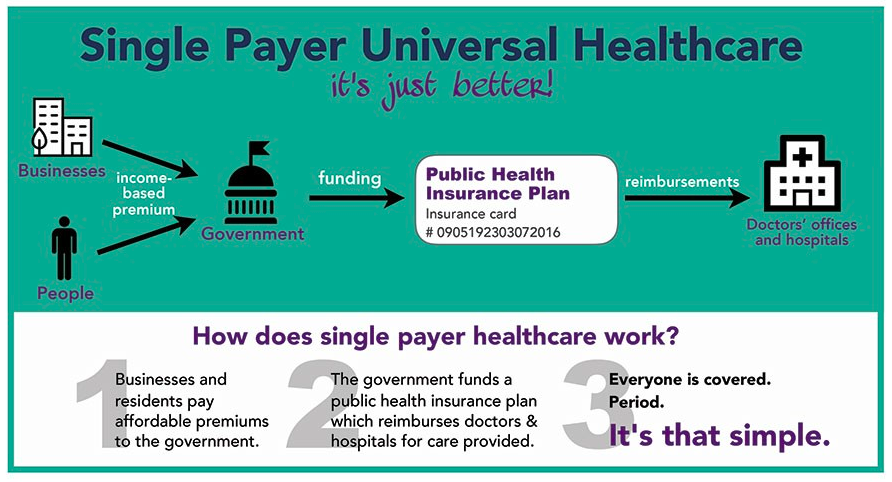 Single Payer Universal Healthcare
it's just better!
Businesses
income-
based
premium
People
Government
funding
Public Health
Insurance Plan
Insurance card
# 0905192303072016
reimbursements
Doctors' offices
and hospitals
How does single payer healthcare work?
1
Businesses and
residents pay
affordable premiums
to the government.
2
The government funds a
public health insurance plan
which reimburses doctors &
hospitals for care provided.
3
Everyone is covered.
Period.
It's that simple.